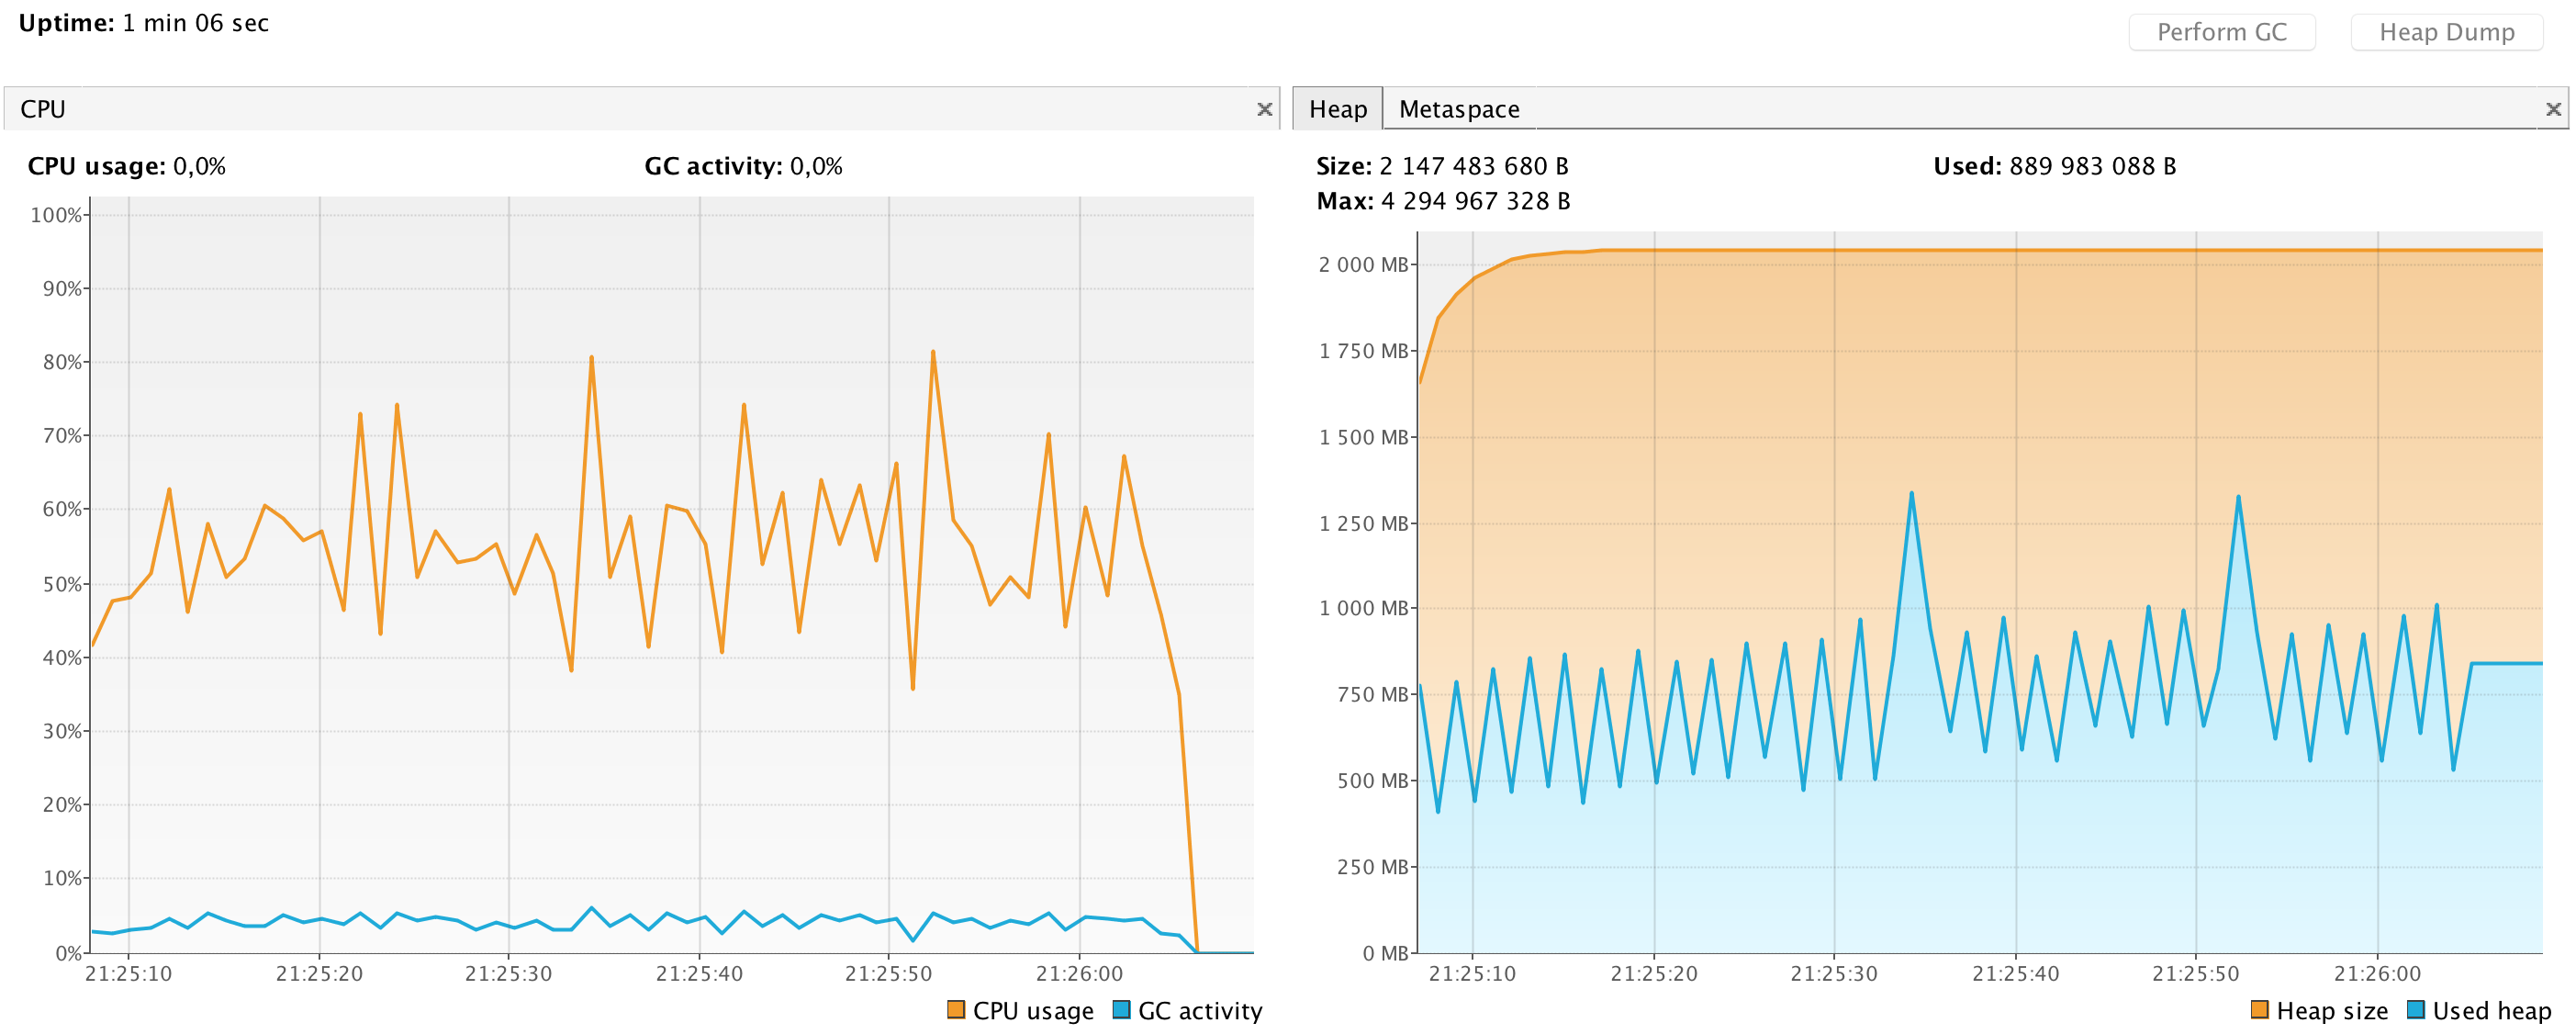 Uptime: 1 min 06 sec
Perform GC
Heap Dump
CPU
CPU usage: 0,0%
GC activity: 0,0%
100%
90%
80%
70%
60%
50%
40%
30%
20%
10%
0%
21:25:10
21:25:20
21:25:30
21:25:40
21:25:50
21:26:00
CPU usage
GC activity
Heap
Metaspace
Size: 2 147 483 680 B
Used: 889 983 088 B
Max: 4 294 967 328 B
2 000 MB
1 750 MB
1 500 MB
1 250 MB
1 000 MB
750 MB
500 MB
250 MB
0 MB
21:25:10
21:25:20
21:25:30
21:25:40
21:25:50
21:26:00
Heap size
Used heap